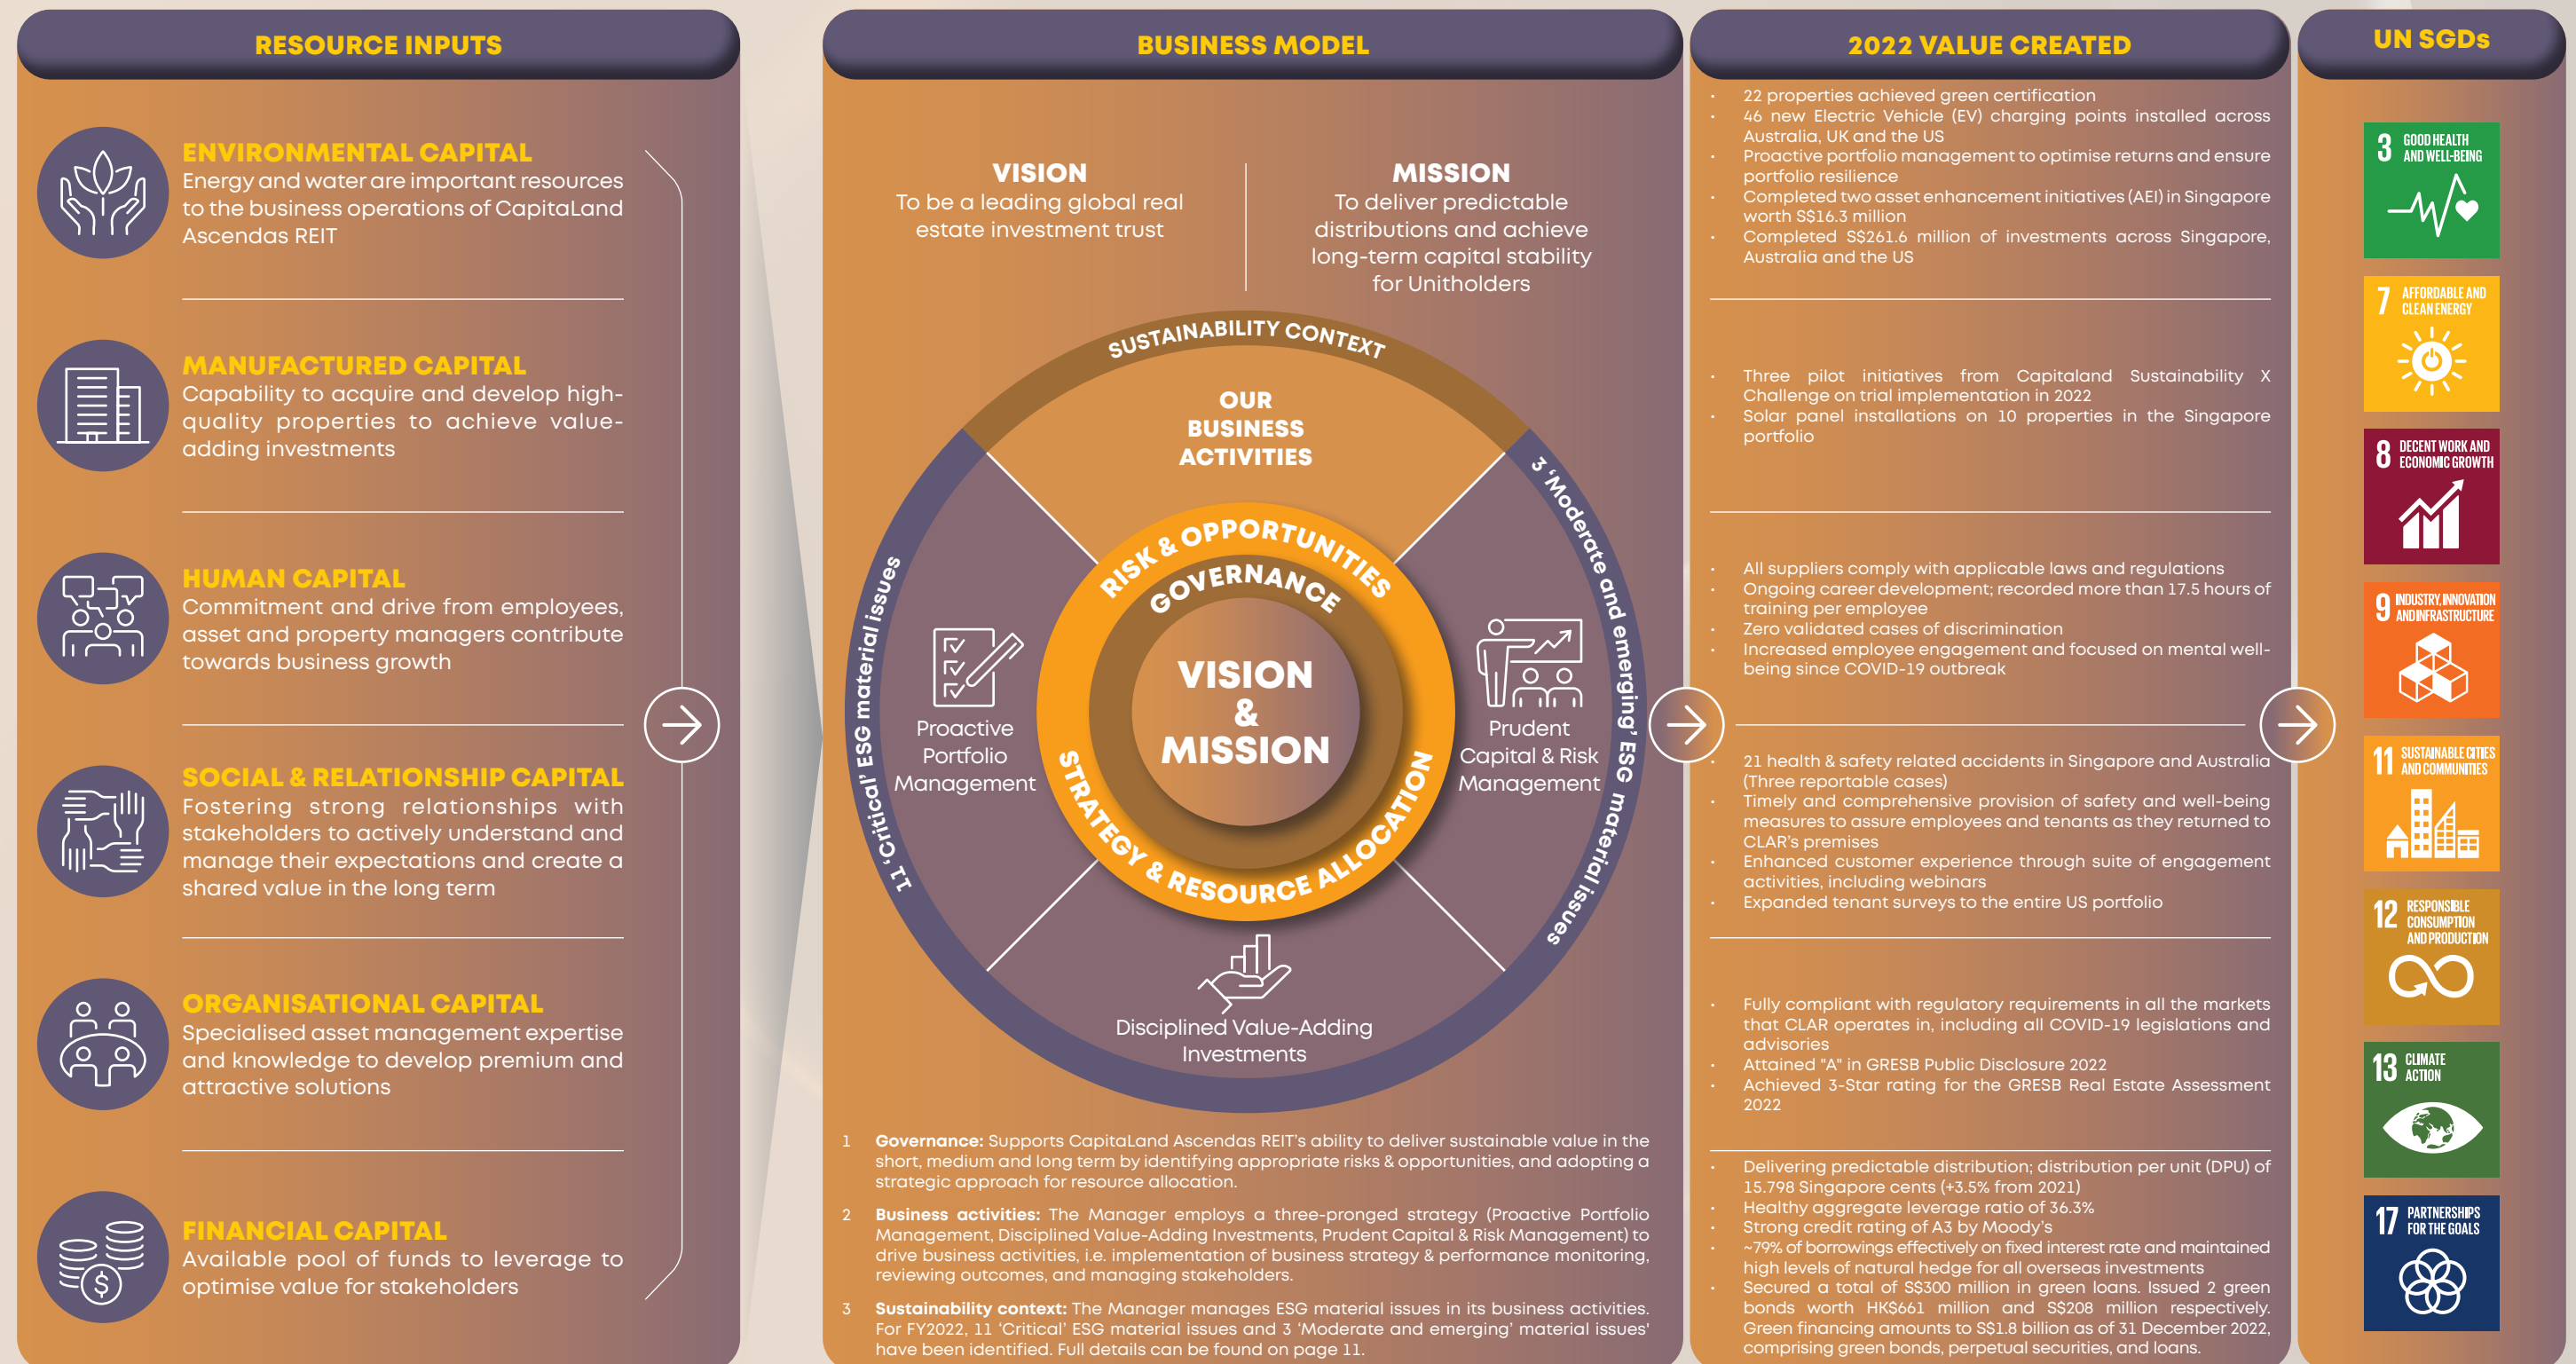 RESOURCE INPUTS
ENVIRONMENTAL CAPITAL
Energy and water are important resources
to the business operations of CapitaLand
Ascendas REIT
MANUFACTURED CAPITAL
Capability to acquire and develop high-
quality properties to achieve value-
adding investments
HUMAN CAPITAL
Commitment and drive from employees,
asset and property managers contribute
towards business growth
SOCIAL & RELATIONSHIP CAPITAL
Fostering strong relationships with
stakeholders to actively understand and
manage their expectations and create a
shared value in the long term
ORGANISATIONAL CAPITAL
Specialised asset management expertise
and knowledge to develop premium and
attractive solutions
FINANCIAL CAPITAL
Available pool of funds to leverage to
optimise value for stakeholders
$
BUSINESS MODEL
VISION
To be a leading global real
estate investment trust
MISSION
To deliver predictable
distributions and achieve
long-term capital stability
for Unitholders
SUSTAINABILITY CONTEXT
OUR
BUSINESS
ACTIVITIES
RISK & OPPORTUNITIES
GOVERNANCE
VISION
&
MISSION
STRATEGY & RESOURCE ALLOCATION
11 'Critical' ESG material issues
3 'Moderate and emerging' ESG material issues
Proactive
Portfolio
Management
Prudent
Capital & Risk
Management
Disciplined Value-Adding
Investments
1 Governance: Supports CapitaLand Ascendas REIT's ability to deliver sustainable value in the
short, medium and long term by identifying appropriate risks & opportunities, and adopting a
strategic approach for resource allocation.
2 Business activities: The Manager employs a three-pronged strategy (Proactive Portfolio
Management, Disciplined Value-Adding Investments, Prudent Capital & Risk Management) to
drive business activities, i.e. implementation of business strategy & performance monitoring,
reviewing outcomes, and managing stakeholders.
3 Sustainability context: The Manager manages ESG material issues in its business activities.
For FY2022, 11 'Critical' ESG material issues and 3 'Moderate and emerging' material issues'
have been identified. Full details can be found on page 11.
2022 VALUE CREATED
• 22 properties achieved green certification
• 46 new Electric Vehicle (EV) charging points installed across
Australia, UK and the US
• Proactive portfolio management to optimise returns and ensure
portfolio resilience
• Completed two asset enhancement initiatives (AEI) in Singapore
worth S$16.3 million
• Completed S$261.6 million of investments across Singapore,
Australia and the US
• Three pilot initiatives from Capitaland Sustainability X
Challenge on trial implementation in 2022
• Solar panel installations on 10 properties in the Singapore
portfolio
• All suppliers comply with applicable laws and regulations
• Ongoing career development; recorded more than 17.5 hours of
training per employee
• Zero validated cases of discrimination
• Increased employee engagement and focused on mental well-
being since COVID-19 outbreak
• 21 health & safety related accidents in Singapore and Australia
(Three reportable cases)
• Timely and comprehensive provision of safety and well-being
measures to assure employees and tenants as they returned to
CLAR's premises
• Enhanced customer experience through suite of engagement
activities, including webinars
• Expanded tenant surveys to the entire US portfolio
• Fully compliant with regulatory requirements in all the markets
that CLAR operates in, including all COVID-19 legislations and
advisories
• Attained "A" in GRESB Public Disclosure 2022
• Achieved 3-Star rating for the GRESB Real Estate Assessment
2022
• Delivering predictable distribution; distribution per unit (DPU) of
15.798 Singapore cents (+3.5% from 2021)
• Healthy aggregate leverage ratio of 36.3%
• Strong credit rating of A3 by Moody's
• ~79% of borrowings effectively on fixed interest rate and maintained
high levels of natural hedge for all overseas investments
• Secured a total of S$300 million in green loans. Issued 2 green
bonds worth HK$661 million and S$208 million respectively.
Green financing amounts to S$1.8 billion as of 31 December 2022,
comprising green bonds, perpetual securities, and loans.
UN SGDs
3 GOOD HEALTH
AND WELL-BEING
7 AFFORDABLE AND
CLEAN ENERGY
8 DECENT WORK AND
ECONOMIC GROWTH
9 INDUSTRY, INNOVATION
AND INFRASTRUCTURE
11 SUSTAINABLE CITIES
AND COMMUNITIES
12 RESPONSIBLE
CONSUMPTION
AND PRODUCTION
13 CLIMATE
ACTION
17 PARTNERSHIPS
FOR THE GOALS